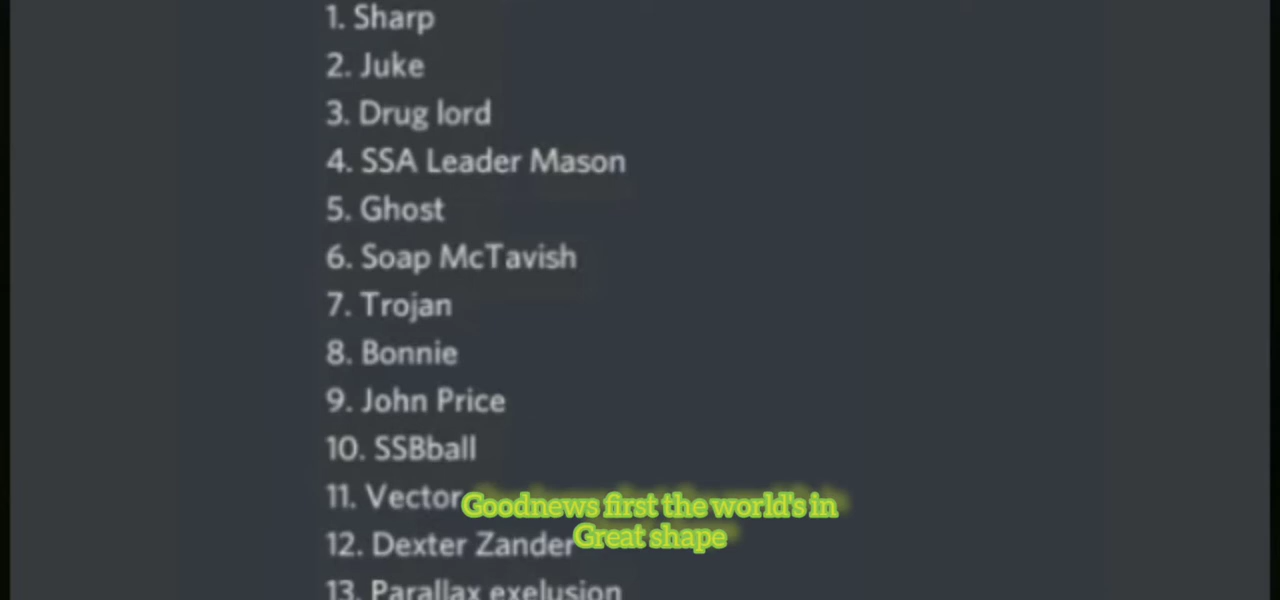 1. Sharp
2. Juke
3. Drug lord
4. SSA Leader Mason
5. Ghost
6. Soap McTavish
7. Trojan
8. Bonnie
9. John Price
10. SSBball
11. Vector
Goodnews first the world's in
12. Dexter Zander
Great shape
13. Parallax exelusion